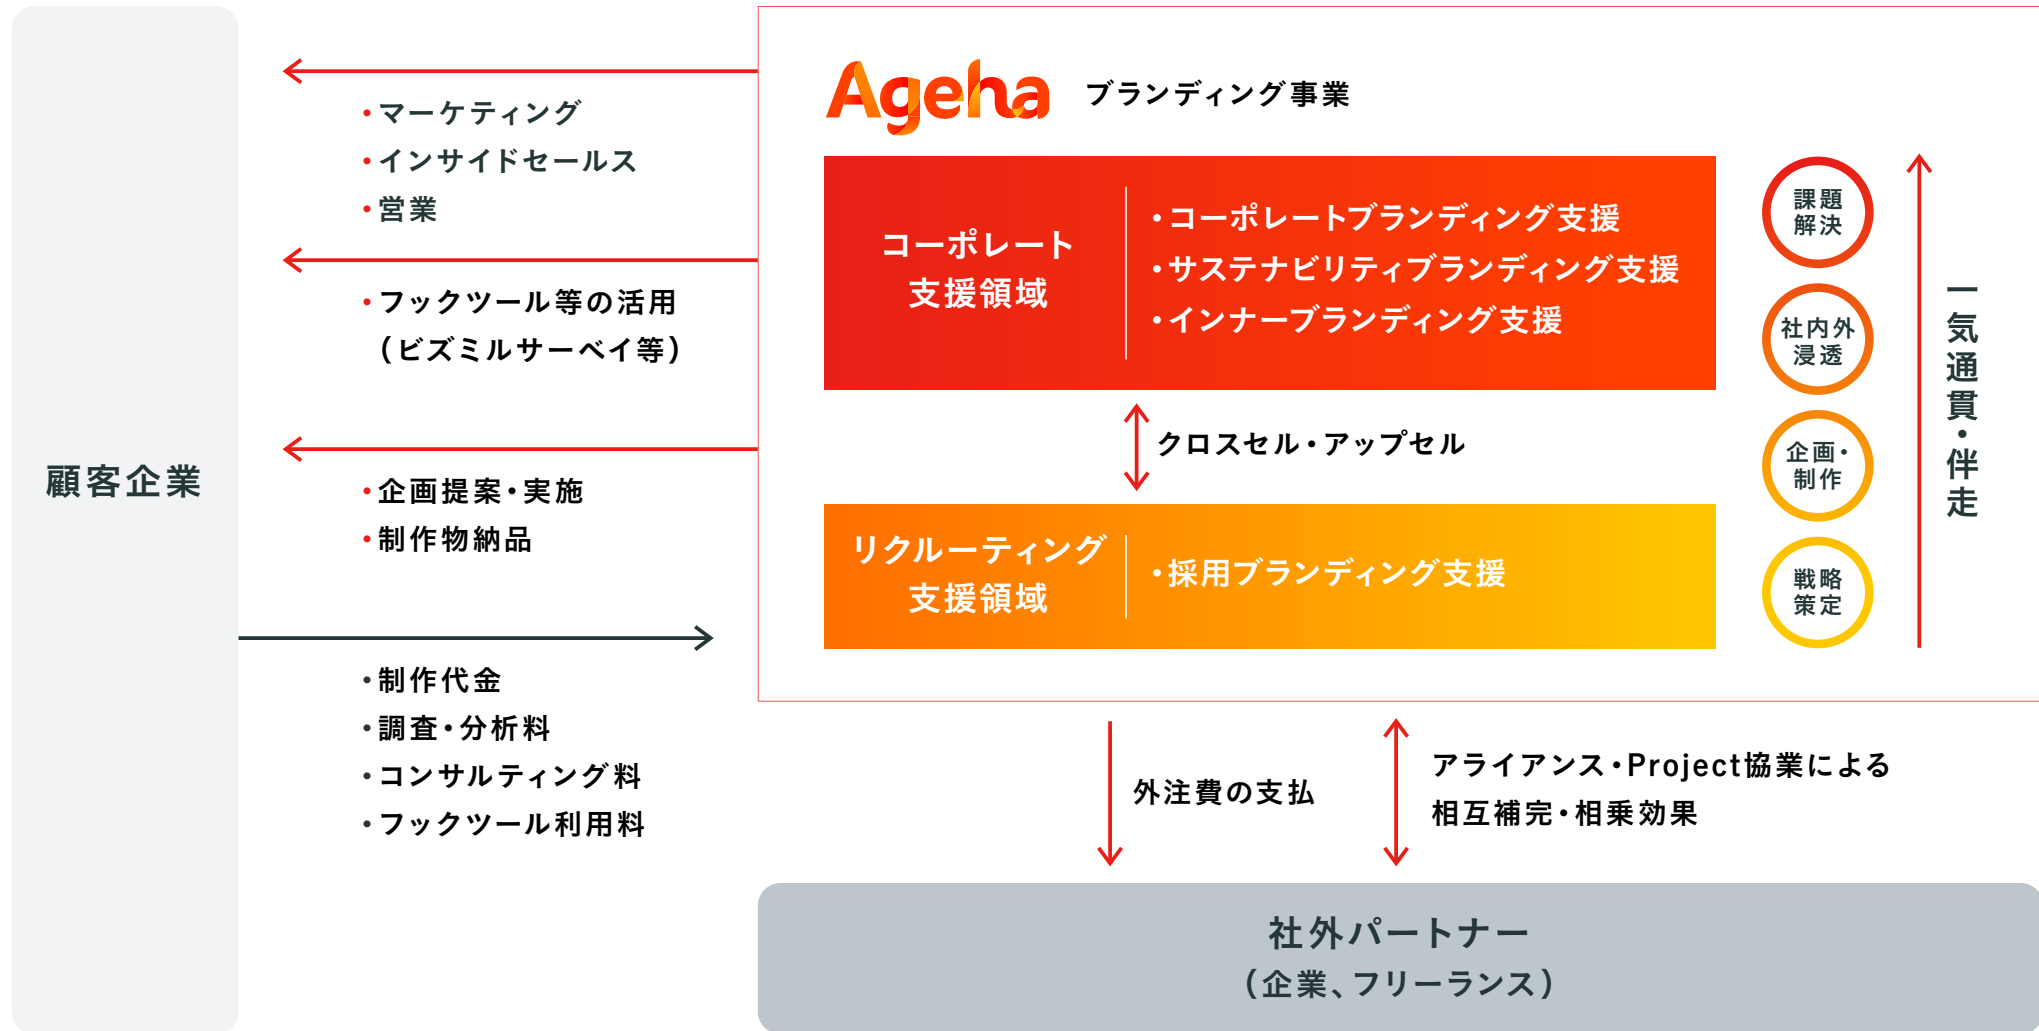 顧客企業
・マーケティング
・インサイドセールス
・営業
・フックツール等の活用
（ビズミルサーベイ等）
・企画提案・実施
・制作物納品
・制作代金
・調査・分析料
・コンサルティング料
・フックツール利用料
Ageha ブランディング事業
コーポレート
支援領域
・コーポレートブランディング支援
・サステナビリティブランディング支援
・インナーブランディング支援
クロスセル・アップセル
リクルーティング
支援領域
・採用ブランディング支援
課題
解決
社内外
浸透
企画・
制作
戦略
策定
一気通貫・伴走
外注費の支払
アライアンス・Project協業による
相互補完・相乗効果
社外パートナー
（企業、フリーランス）